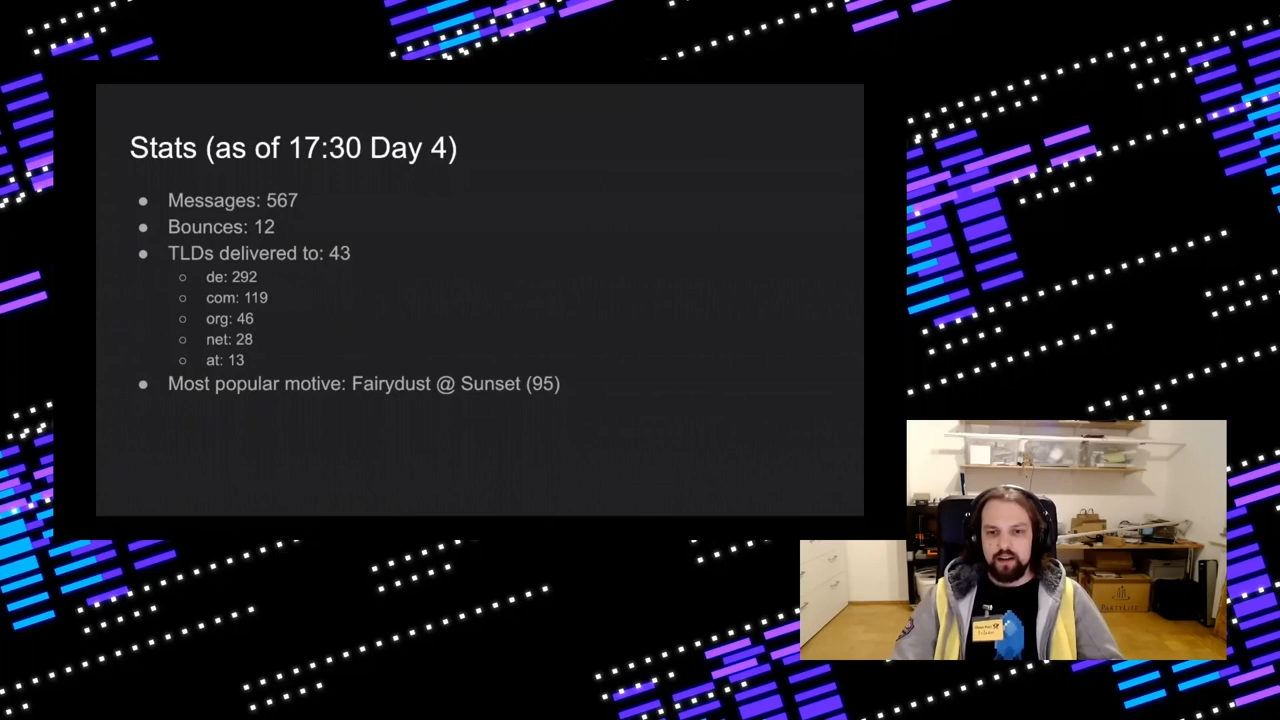 Stats (as of 17:30 Day 4)
● Messages: 567
● Bounces: 12
● TLDs delivered to: 43
○ de: 292
○ com: 119
○ org: 46
○ net: 28
○ at: 13
● Most popular motive: Fairydust @ Sunset (95)
PARTYLITE